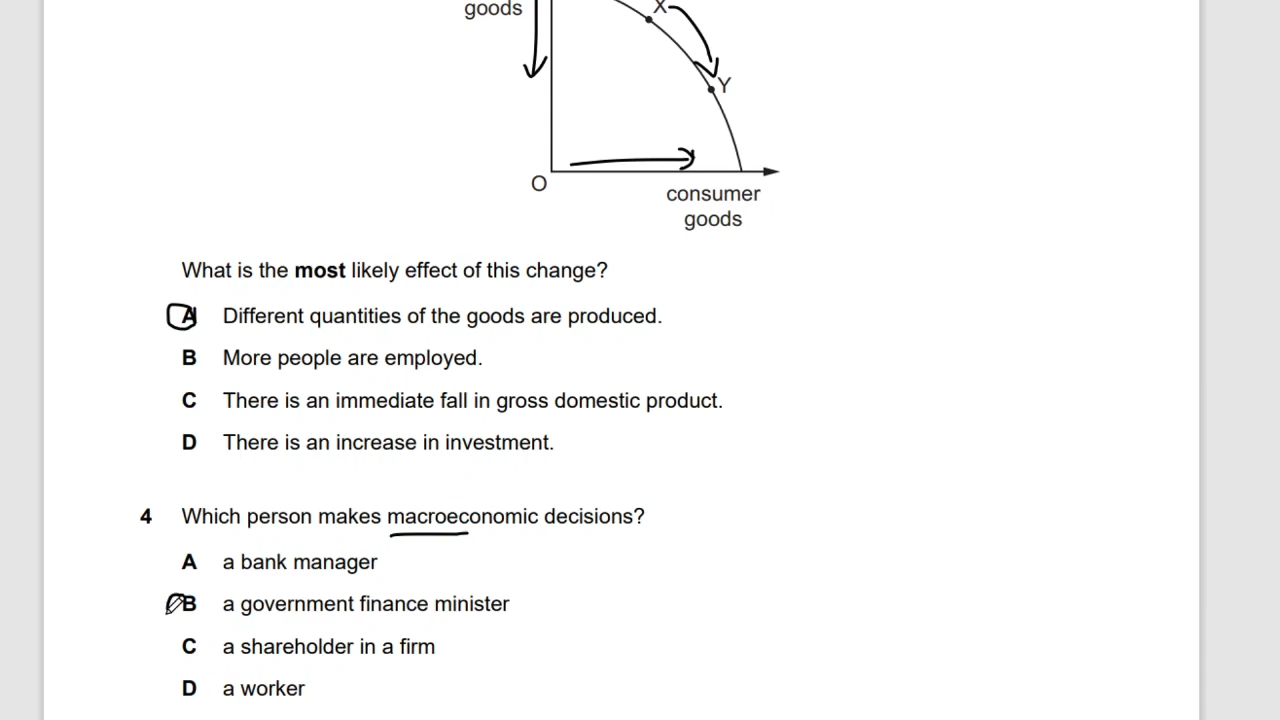 goods
X
Y
O
consumer
goods
What is the most likely effect of this change?
A Different quantities of the goods are produced.
B More people are employed.
C There is an immediate fall in gross domestic product.
D There is an increase in investment.
4 Which person makes macroeconomic decisions?
A a bank manager
B a government finance minister
C a shareholder in a firm
D a worker